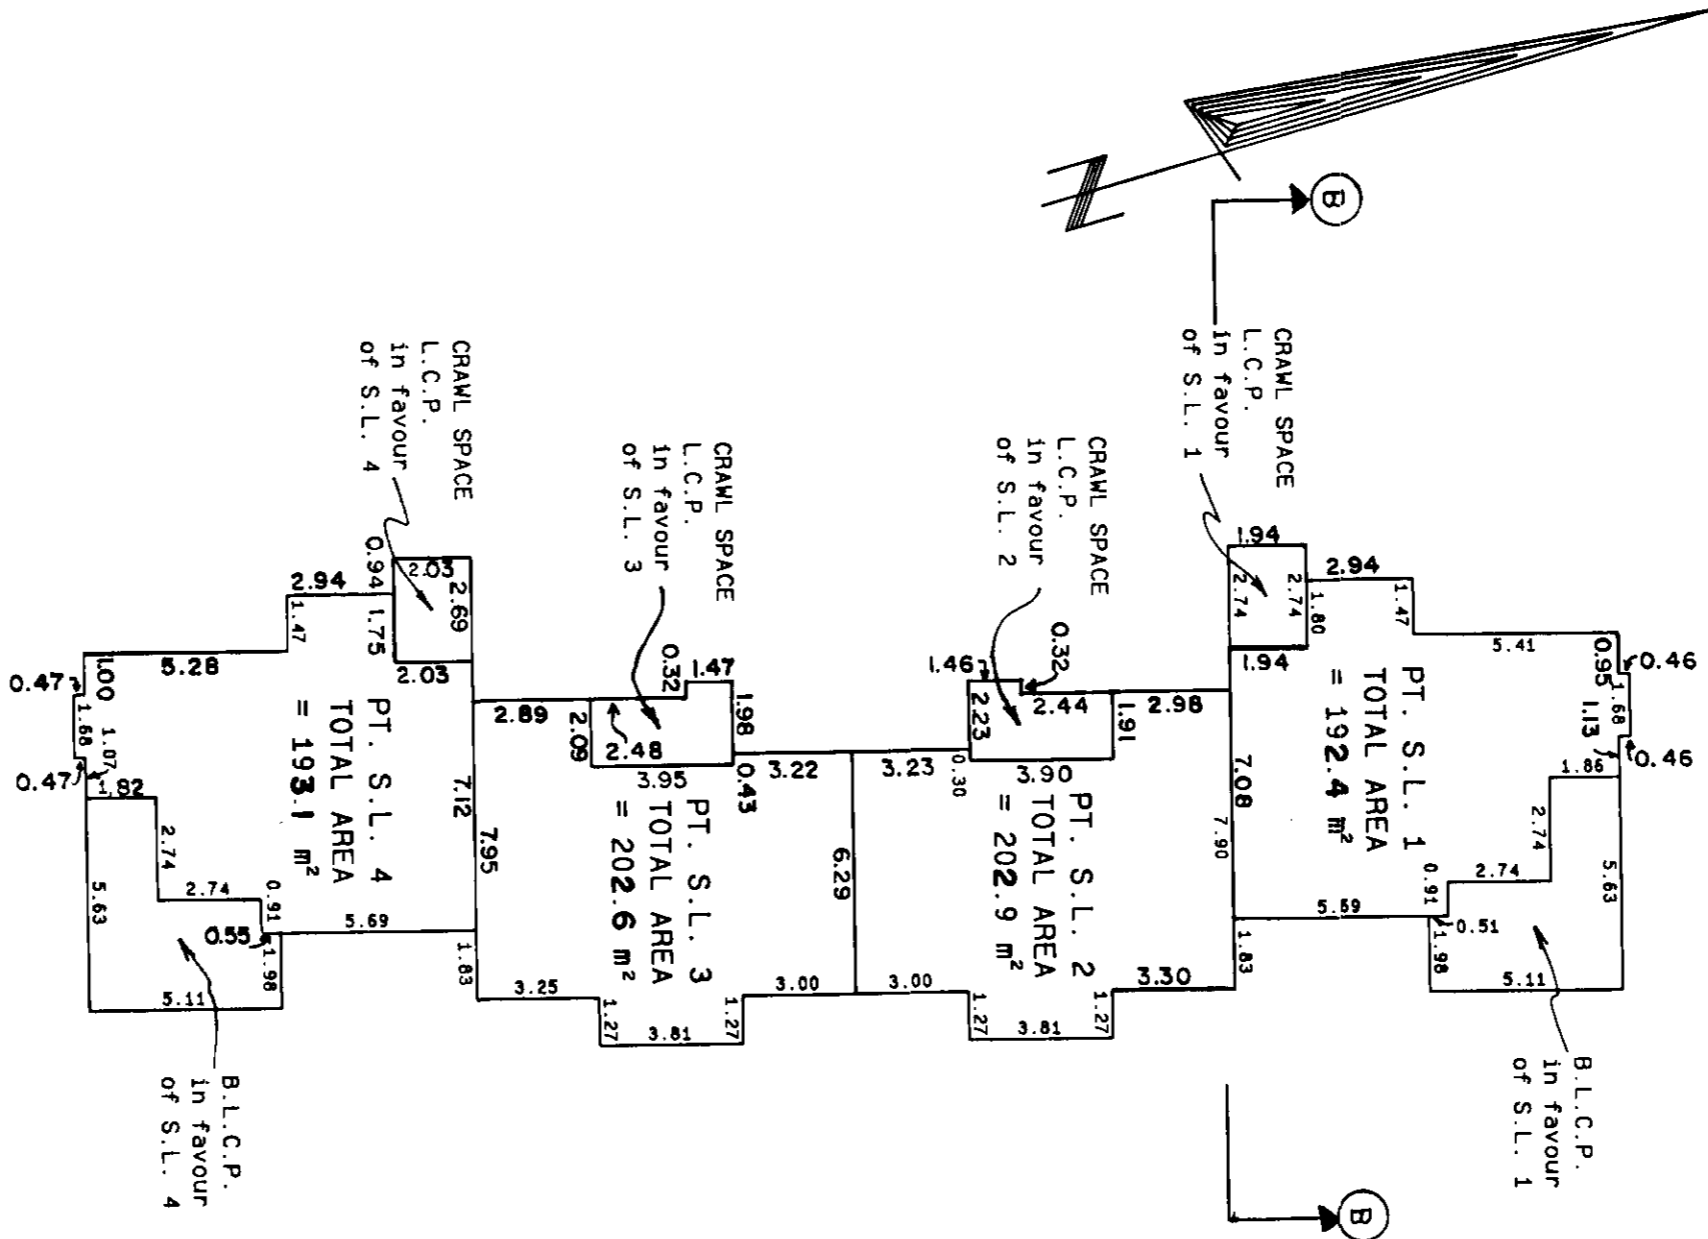 B
CRAWL SPACE
L.C.P.
in favour
of S.L. 4
CRAWL SPACE
L.C.P.
in favour
of S.L. 3
CRAWL SPACE
L.C.P.
in favour
of S.L. 2
CRAWL SPACE
L.C.P.
in favour
of S.L. 1
PT. S.L. 4
TOTAL AREA
= 193.1 m²
0.94
2.03
2.69
2.94
1.47
1.75
2.03
5.28
1.00
0.47
1.68
1.07
0.47
1.82
2.74
2.74
0.91
0.55
1.98
5.63
5.11
5.69
7.12
7.95
1.83
PT. S.L. 3
TOTAL AREA
= 202.6 m²
2.89
2.09
2.48
0.32
1.47
1.98
3.95
0.43
3.22
3.25
1.27
3.81
1.27
3.00
6.29
PT. S.L. 2
TOTAL AREA
= 202.9 m²
1.46
0.32
2.23
2.44
1.91
2.98
3.23
0.30
3.90
3.00
1.27
3.81
1.27
3.30
PT. S.L. 1
TOTAL AREA
= 192.4 m²
1.94
2.74
2.74
1.80
1.94
2.94
1.47
5.41
0.95
0.46
1.68
1.13
0.46
1.86
2.74
2.74
0.91
0.51
1.98
5.63
5.11
5.69
7.08
7.90
1.83
B.L.C.P.
in favour
of S.L. 4
B.L.C.P.
in favour
of S.L. 1
B